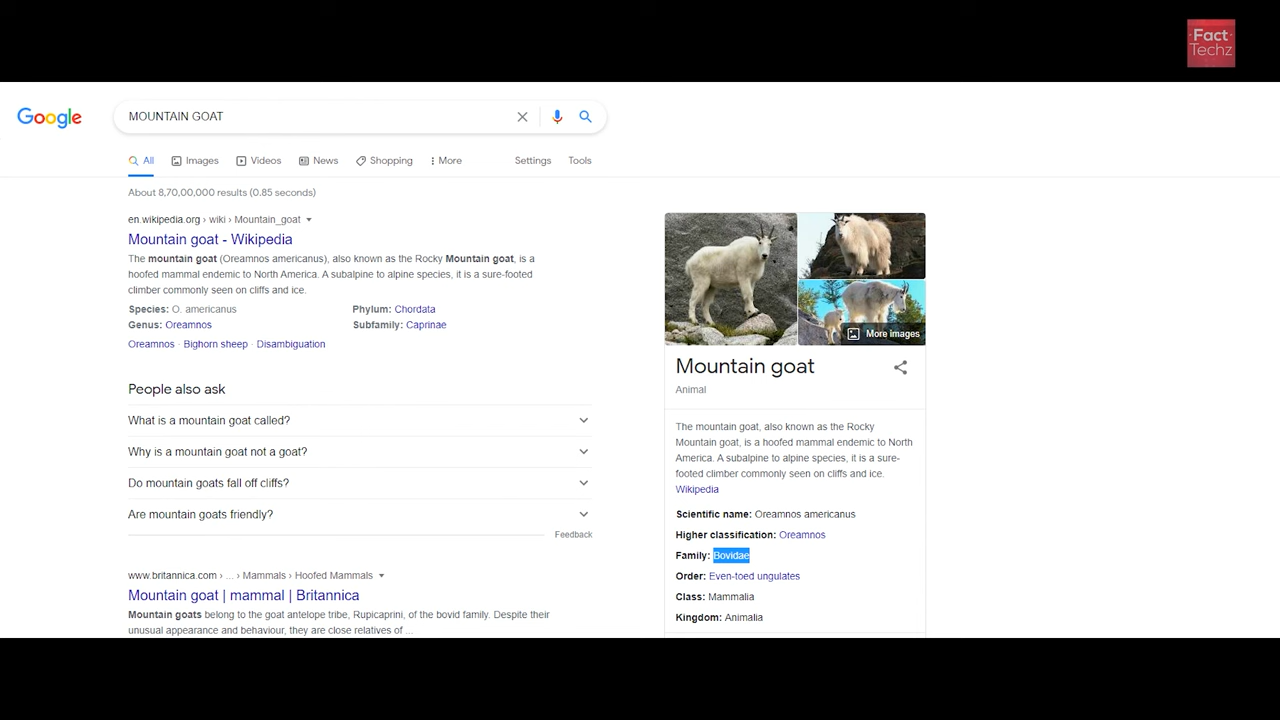 Fact
Techz
Google
MOUNTAIN GOAT
All
Images
Videos
News
Shopping
More
Settings
Tools
About 8,70,00,000 results (0.85 seconds)
en.wikipedia.org › wiki › Mountain_goat
Mountain goat - Wikipedia
The mountain goat (Oreamnos americanus), also known as the Rocky Mountain goat, is a
hoofed mammal endemic to North America. A subalpine to alpine species, it is a sure-footed
climber commonly seen on cliffs and ice.
Species: O. americanus
Phylum: Chordata
Genus: Oreamnos
Subfamily: Caprinae
Oreamnos · Bighorn sheep · Disambiguation
People also ask
What is a mountain goat called?
Why is a mountain goat not a goat?
Do mountain goats fall off cliffs?
Are mountain goats friendly?
Feedback
www.britannica.com › ... › Mammals › Hoofed Mammals
Mountain goat | mammal | Britannica
Mountain goats belong to the goat antelope tribe, Rupicaprini, of the bovid family. Despite their
unusual appearance and behaviour, they are close relatives of ...
More images
Mountain goat
Animal
The mountain goat, also known as the Rocky
Mountain goat, is a hoofed mammal endemic to North
America. A subalpine to alpine species, it is a sure-
footed climber commonly seen on cliffs and ice.
Wikipedia
Scientific name: Oreamnos americanus
Higher classification: Oreamnos
Family: Bovidae
Order: Even-toed ungulates
Class: Mammalia
Kingdom: Animalia